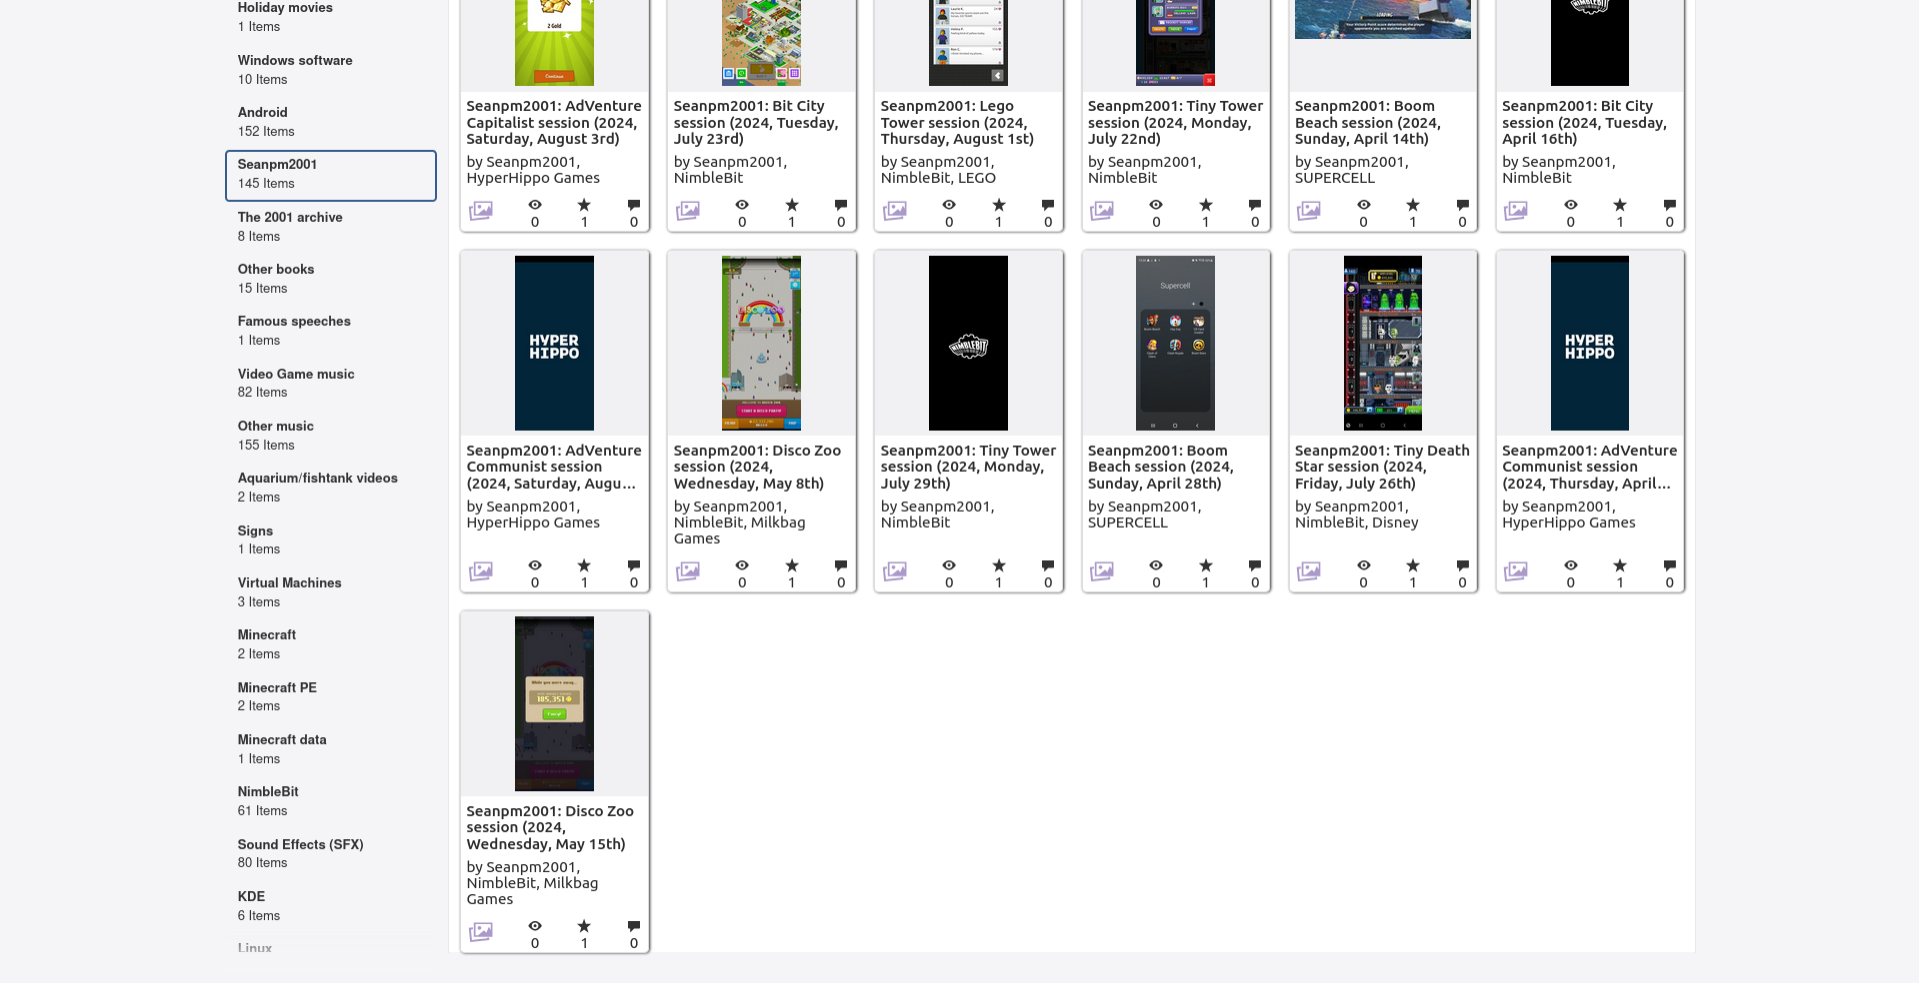 Holiday movies
1 Items
Windows software
10 Items
Android
152 Items
Seanpm2001
145 Items
The 2001 archive
8 Items
Other books
15 Items
Famous speeches
1 Items
Video Game music
82 Items
Other music
155 Items
Aquarium/fishtank videos
2 Items
Signs
1 Items
Virtual Machines
3 Items
Minecraft
2 Items
Minecraft PE
2 Items
Minecraft data
1 Items
NimbleBit
61 Items
Sound Effects (SFX)
80 Items
KDE
6 Items
Linux
2 Gold
Continue
Seanpm2001: AdVenture
Capitalist session (2024,
Saturday, August 3rd)
by Seanpm2001,
HyperHippo Games
0 1 0
Seanpm2001: Bit City
session (2024, Tuesday,
July 23rd)
by Seanpm2001,
NimbleBit
0 1 0
Seanpm2001: Lego
Tower session (2024,
Thursday, August 1st)
by Seanpm2001,
NimbleBit, LEGO
0 1 0
Seanpm2001: Tiny Tower
session (2024, Monday,
July 22nd)
by Seanpm2001,
NimbleBit
0 1 0
LOADING
Seanpm2001: Boom
Beach session (2024,
Sunday, April 14th)
by Seanpm2001,
SUPERCELL
0 1 0
Seanpm2001: Bit City
session (2024, Tuesday,
April 16th)
by Seanpm2001,
NimbleBit
0 1 0
HYPER
HIPPO
Seanpm2001: AdVenture
Communist session
(2024, Saturday, Augu...
by Seanpm2001,
HyperHippo Games
0 1 0
DISCO ZOO
Seanpm2001: Disco Zoo
session (2024,
Wednesday, May 8th)
by Seanpm2001,
NimbleBit, Milkbag
Games
0 1 0
NIMBLEBIT
Seanpm2001: Tiny Tower
session (2024, Monday,
July 29th)
by Seanpm2001,
NimbleBit
0 1 0
Supercell
Seanpm2001: Boom
Beach session (2024,
Sunday, April 28th)
by Seanpm2001,
SUPERCELL
0 1 0
Seanpm2001: Tiny Death
Star session (2024,
Friday, July 26th)
by Seanpm2001,
NimbleBit, Disney
0 1 0
HYPER
HIPPO
Seanpm2001: AdVenture
Communist session
(2024, Thursday, April...
by Seanpm2001,
HyperHippo Games
0 1 0
While you were away...
185,351
Seanpm2001: Disco Zoo
session (2024,
Wednesday, May 15th)
by Seanpm2001,
NimbleBit, Milkbag
Games
0 1 0